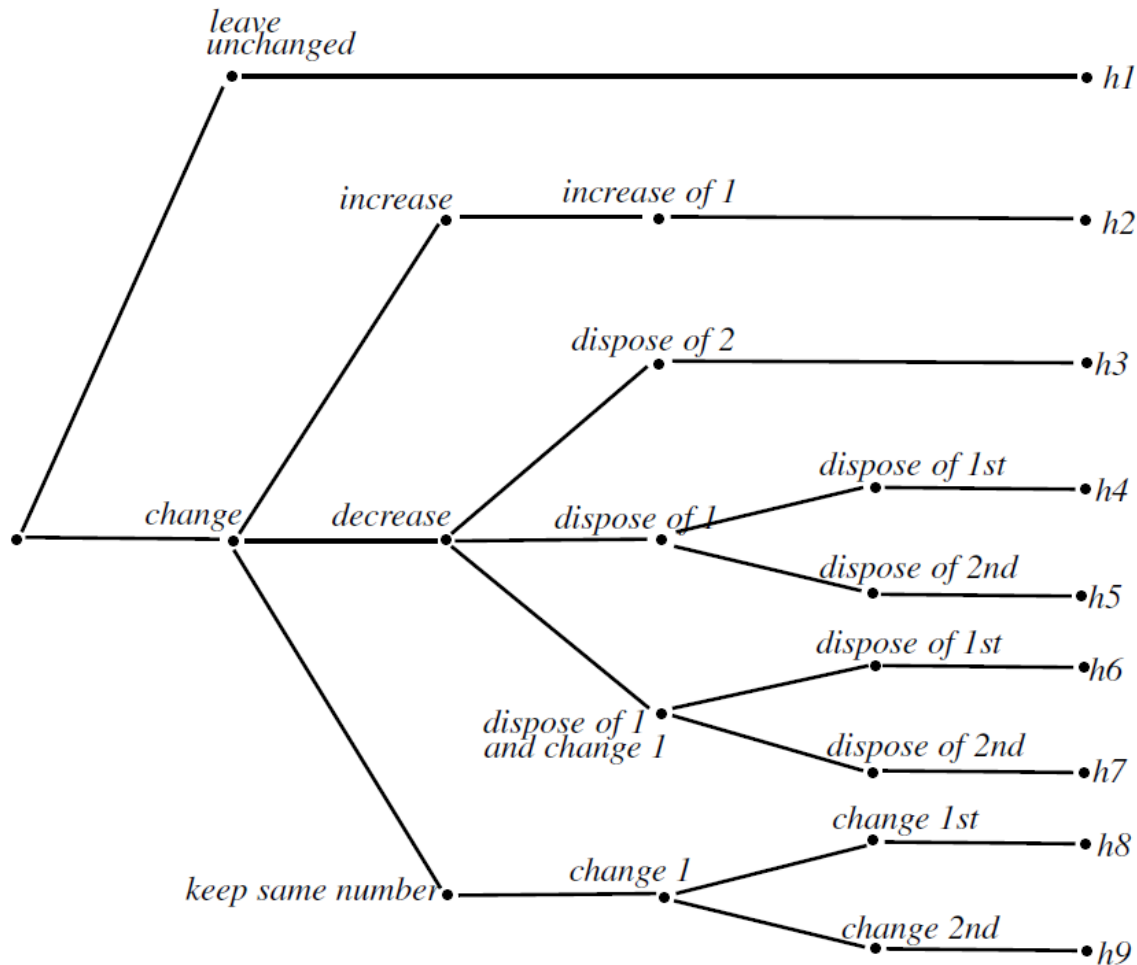 leave
unchanged
h1
increase
increase of 1
h2
dispose of 2
h3
dispose of 1st
h4
change
decrease
dispose of 1
dispose of 2nd
h5
dispose of 1st
h6
dispose of 1
and change 1
dispose of 2nd
h7
change 1st
h8
keep same number
change 1
change 2nd
h9